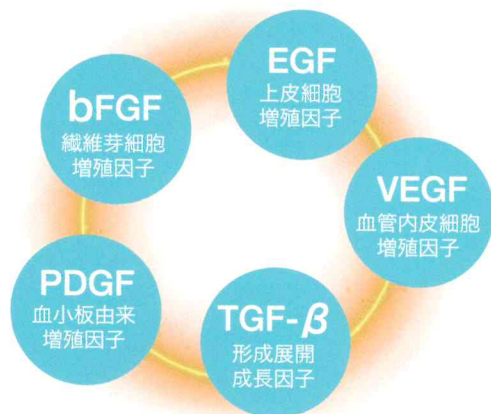 EGF
上皮細胞
増殖因子
VEGF
血管内皮細胞
増殖因子
TGF-β
形成展開
成長因子
PDGF
血小板由来
増殖因子
bFGF
繊維芽細胞
増殖因子